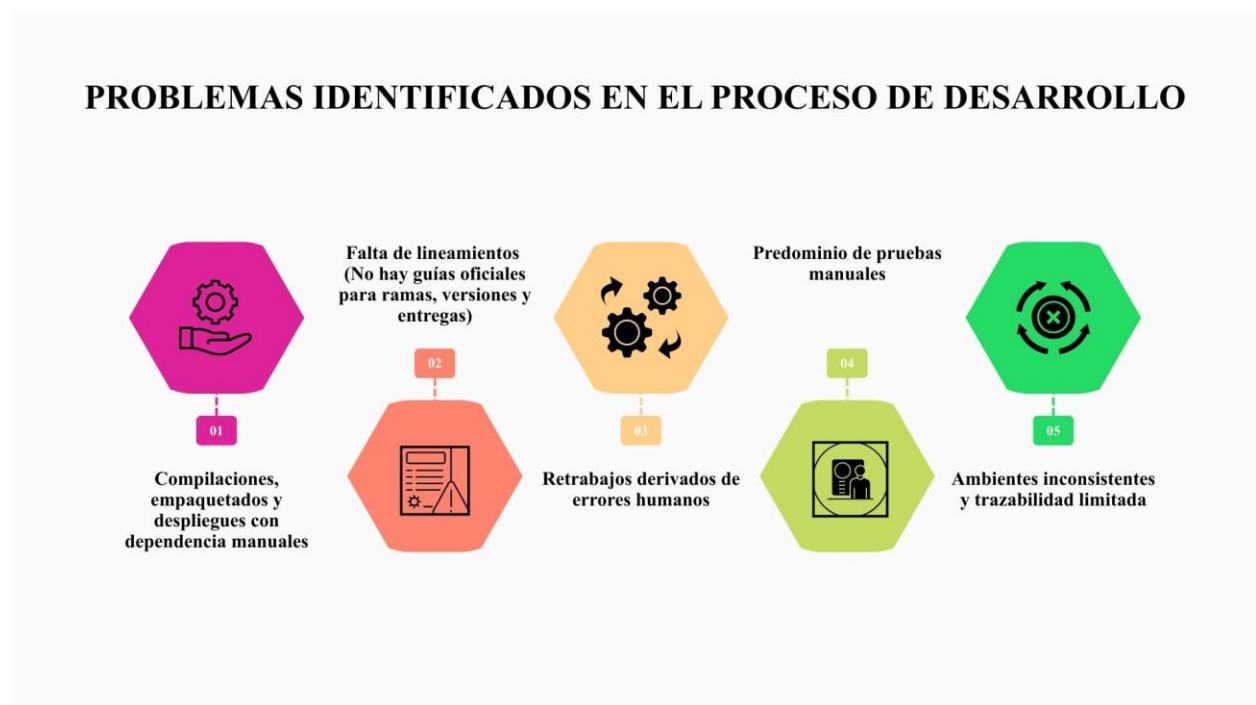 PROBLEMAS IDENTIFICADOS EN EL PROCESO DE DESARROLLO
01
Compilaciones,
empaquetados y
despliegues con
dependencia manuales
Falta de lineamientos
(No hay guías oficiales
para ramas, versiones y
entregas)
02
03
Retrabajos derivados de
errores humanos
Predominio de pruebas
manuales
04
05
Ambientes inconsistentes
y trazabilidad limitada